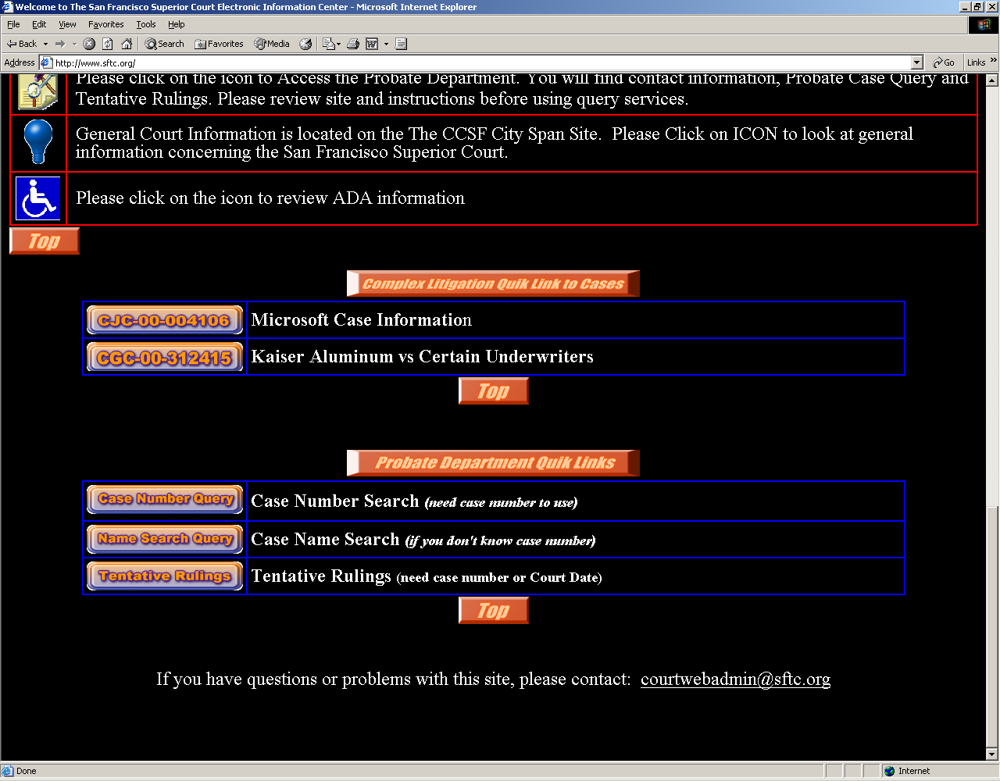 Welcome to The San Francisco Superior Court Electronic Information Center - Microsoft Internet Explorer
File Edit View Favorites Tools Help
Back Search Favorites Media
Address http://www.sftc.org/ Go Links »
Please click on the icon to Access the Probate Department. You will find contact information, Probate Case Query and
Tentative Rulings. Please review site and instructions before using query services.
General Court Information is located on the The CCSF City Span Site.  Please Click on ICON to look at general
information concerning the San Francisco Superior Court.
Please click on the icon to review ADA information
Top
Complex Litigation Quik Link to Cases
CJC-00-004106 Microsoft Case Information
CGC-00-312415 Kaiser Aluminum vs Certain Underwriters
Top
Probate Department Quik Links
Case Number Query Case Number Search (need case number to use)
Name Search Query Case Name Search (if you don't know case number)
Tentative Rulings Tentative Rulings (need case number or Court Date)
Top
If you have questions or problems with this site, please contact:  courtwebadmin@sftc.org
Done Internet